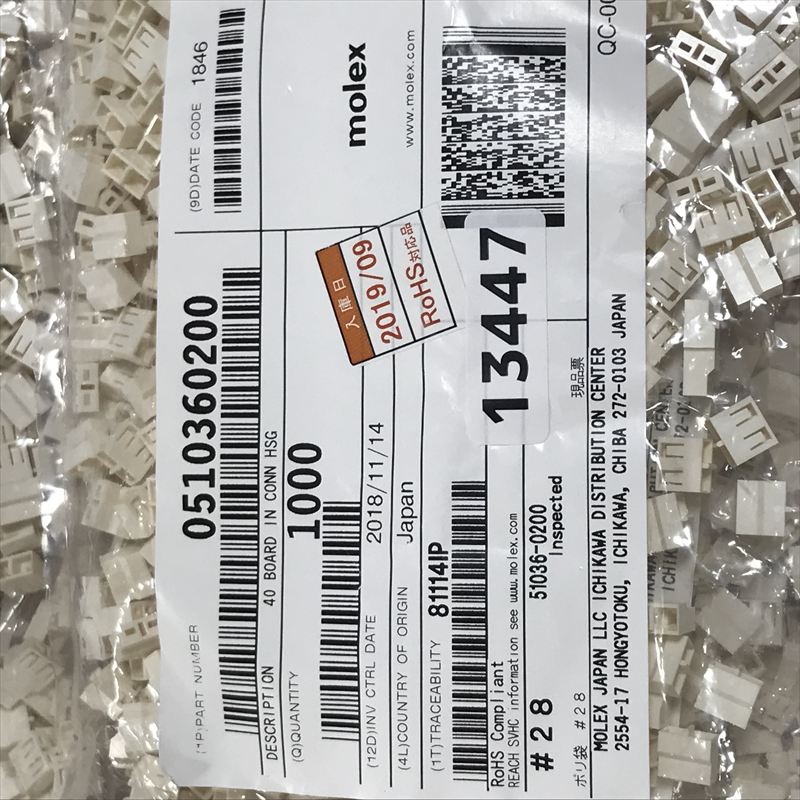 (1P)PART NUMBER 0510360200
(9D)DATE CODE 1846
DESCRIPTION 40 BOARD IN CONN HSG
molex
www.molex.com
(Q)QUANTITY 1000
(12D)INV CTRL DATE 2018/11/14
入庫日
2019/09
RoHS対応品
(4L)COUNTRY OF ORIGIN Japan
(1T)TRACEABILITY 81114IP
13447
RoHS Compliant
REACH SVHC information see www.molex.com
#28 51036-0200
Inspected
ポリ袋 #28 現品票
MOLEX JAPAN LLC ICHIKAWA DISTRIBUTION CENTER
2554-17 HONGYOTOKU, ICHIKAWA, CHIBA 272-0103 JAPAN